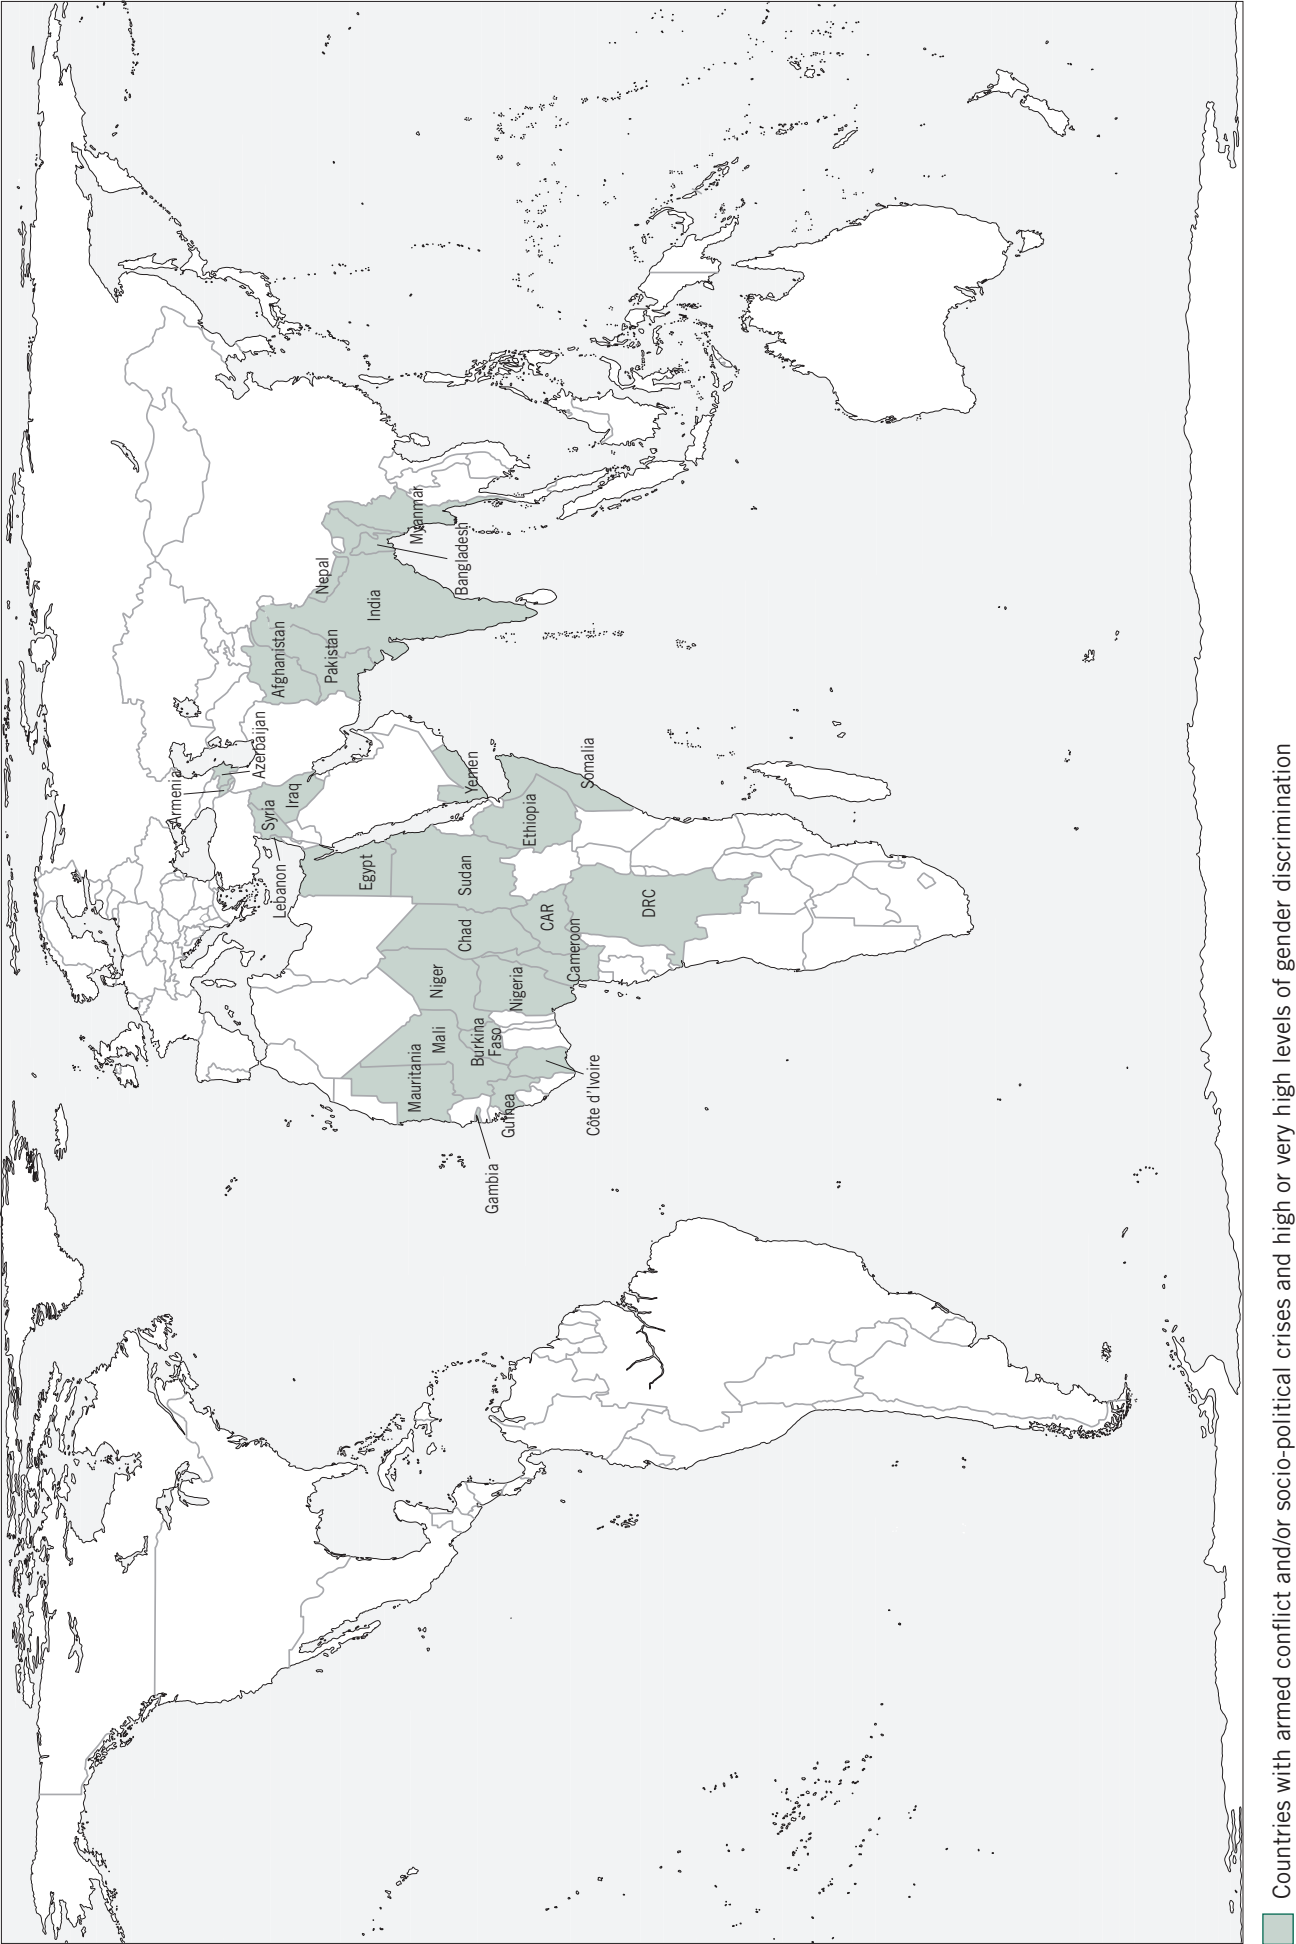 Armenia
Azerbaijan
Syria
Iraq
Lebanon
Afghanistan
Pakistan
Nepal
India
Bangladesh
Myanmar
Egypt
Yemen
Mauritania
Mali
Niger
Chad
Sudan
Ethiopia
Somalia
Gambia
Guinea
Burkina
Faso
Nigeria
CAR
Cameroon
Côte d'Ivoire
DRC
Countries with armed conflict and/or socio-political crises and high or very high levels of gender discrimination